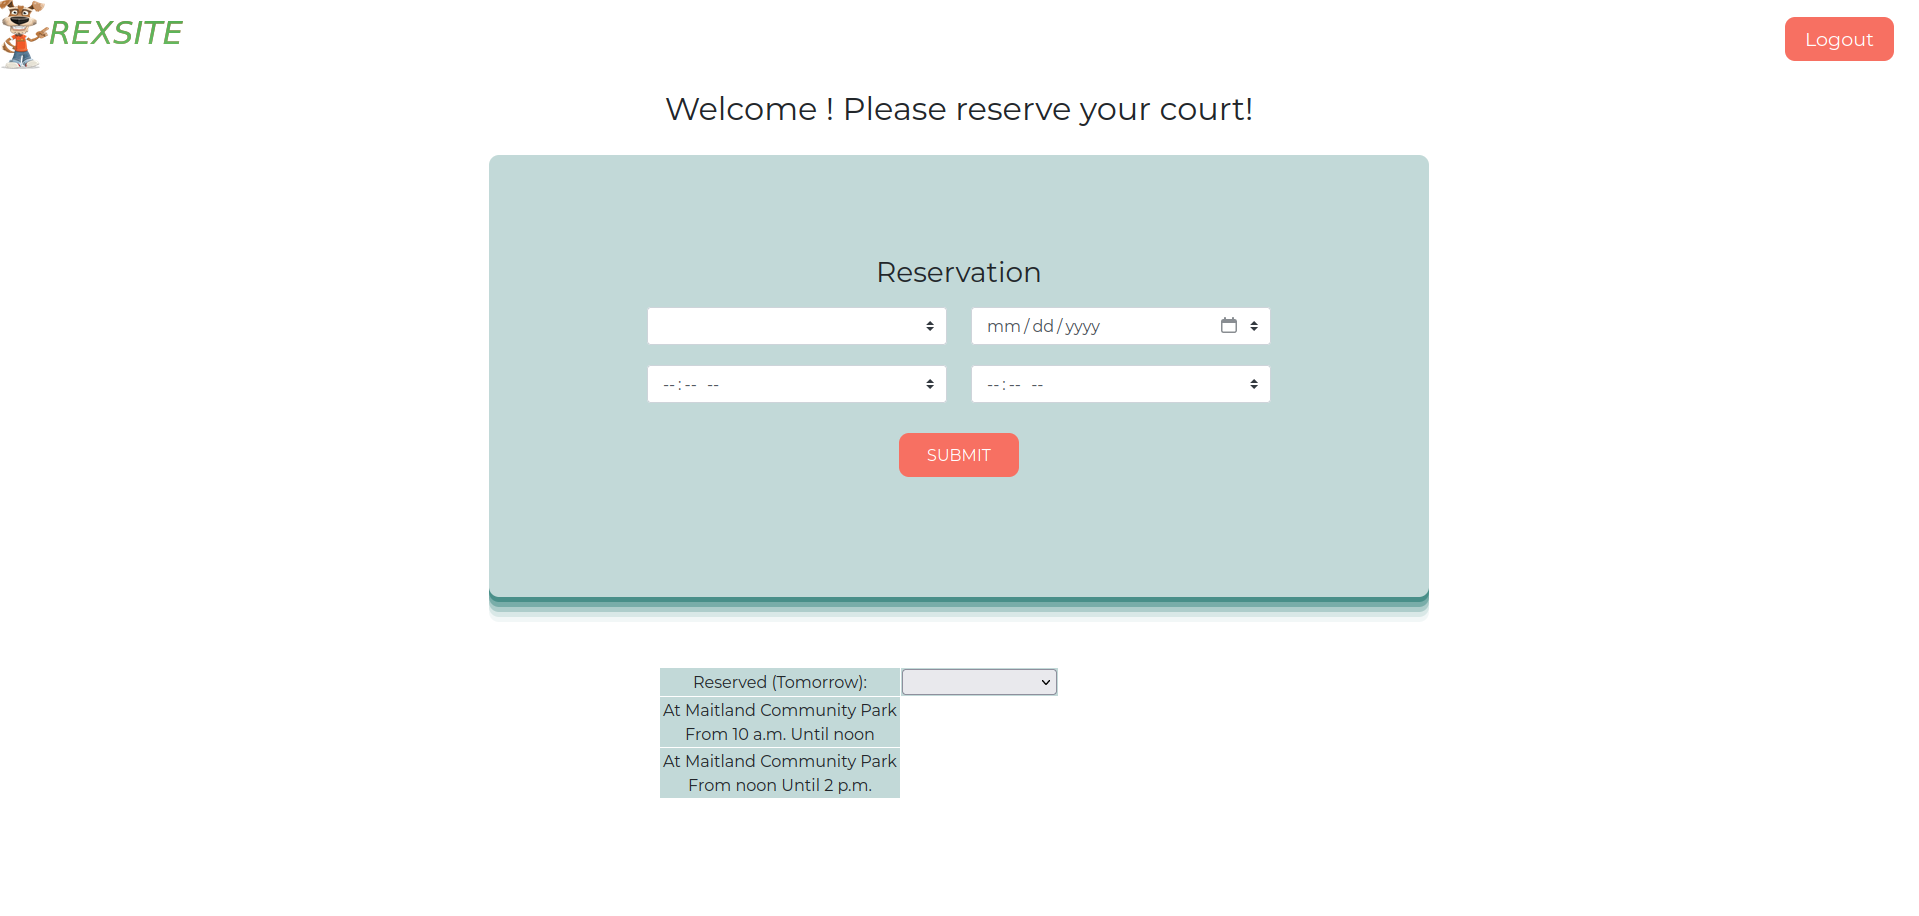 REXSITE
Logout
Welcome ! Please reserve your court!
Reservation
mm/dd/yyyy
--:-- --
--:-- --
SUBMIT
Reserved (Tomorrow):
At Maitland Community Park
From 10 a.m. Until noon
At Maitland Community Park
From noon Until 2 p.m.